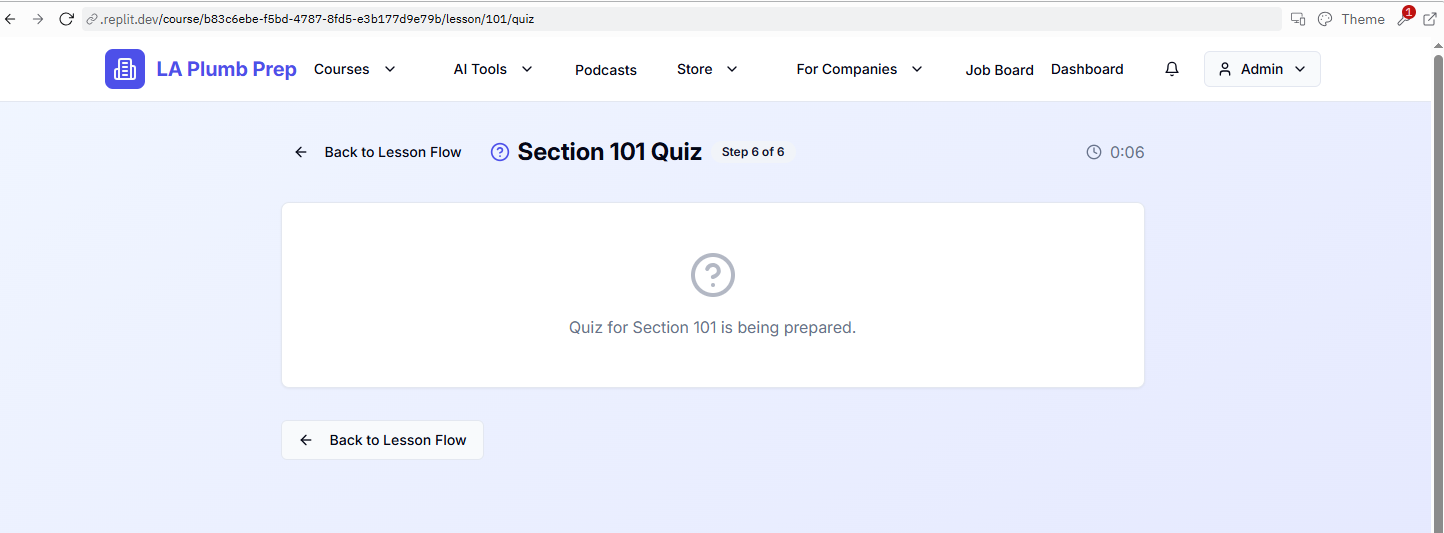 .replit.dev/course/b83c6ebe-f5bd-4787-8fd5-e3b177d9e79b/lesson/101/quiz
Theme
1
LA Plumb Prep
Courses
AI Tools
Podcasts
Store
For Companies
Job Board
Dashboard
Admin
Back to Lesson Flow
Section 101 Quiz
Step 6 of 6
0:06
Quiz for Section 101 is being prepared.
Back to Lesson Flow